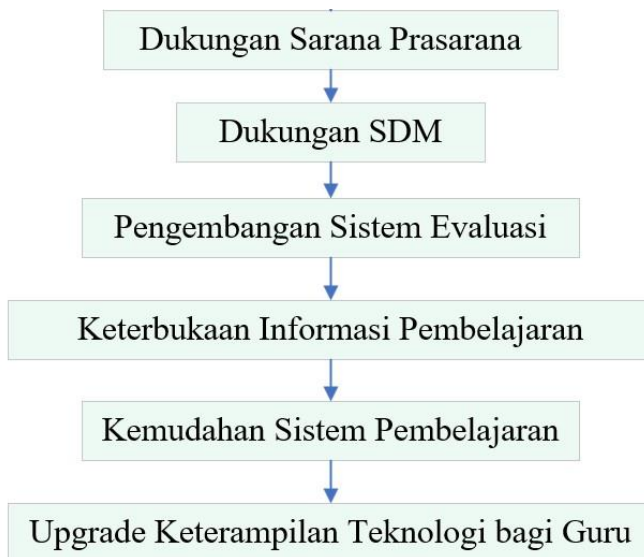 Dukungan Sarana Prasarana
Dukungan SDM
Pengembangan Sistem Evaluasi
Keterbukaan Informasi Pembelajaran
Kemudahan Sistem Pembelajaran
Upgrade Keterampilan Teknologi bagi Guru